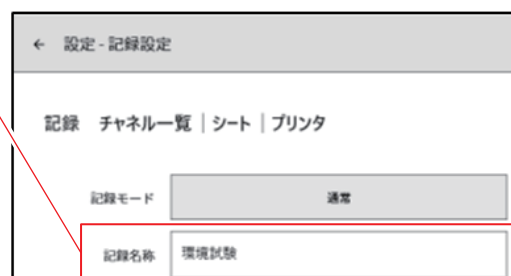 ← 設定 - 記録設定
記録 チャネル一覧 | シート | プリンタ
記録モード 通常
記録名称 環境試験